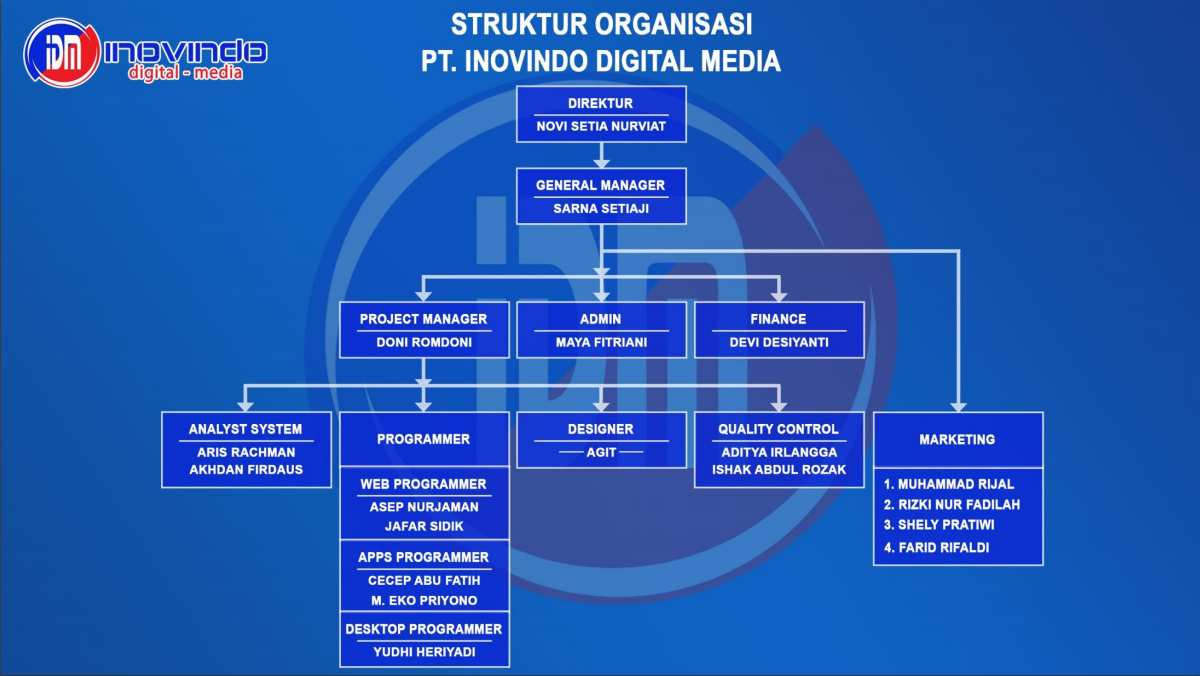 IDM INOVINDO
digital - media
STRUKTUR ORGANISASI
PT. INOVINDO DIGITAL MEDIA
DIREKTUR
NOVI SETIA NURVIAT
GENERAL MANAGER
SARNA SETIAJI
PROJECT MANAGER
DONI ROMDONI
ADMIN
MAYA FITRIANI
FINANCE
DEVI DESIYANTI
ANALYST SYSTEM
ARIS RACHMAN
AKHDAN FIRDAUS
PROGRAMMER
WEB PROGRAMMER
ASEP NURJAMAN
JAFAR SIDIK
APPS PROGRAMMER
CECEP ABU FATIH
M. EKO PRIYONO
DESKTOP PROGRAMMER
YUDHI HERIYADI
DESIGNER
AGIT
QUALITY CONTROL
ADITYA IRLANGGA
ISHAK ABDUL ROZAK
MARKETING
1. MUHAMMAD RIJAL
2. RIZKI NUR FADILAH
3. SHELY PRATIWI
4. FARID RIFALDI